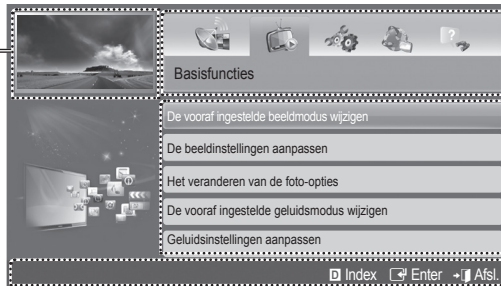 Basisfuncties
De vooraf ingestelde beeldmodus wijzigen
De beeldinstellingen aanpassen
Het veranderen van de foto-opties
De vooraf ingestelde geluidsmodus wijzigen
Geluidsinstellingen aanpassen
D Index Enter Afsl.